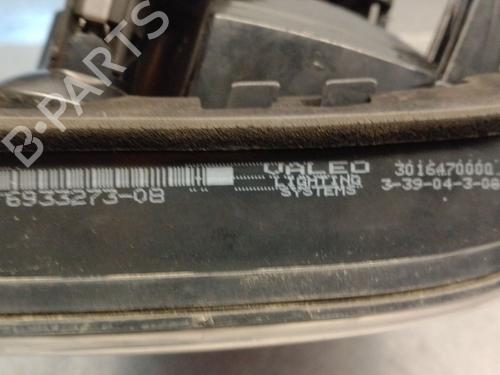 B-PARTS
VALEO 3016470000
6933273-08 LIGHTING 3-39-04-3-08
SYSTEMS